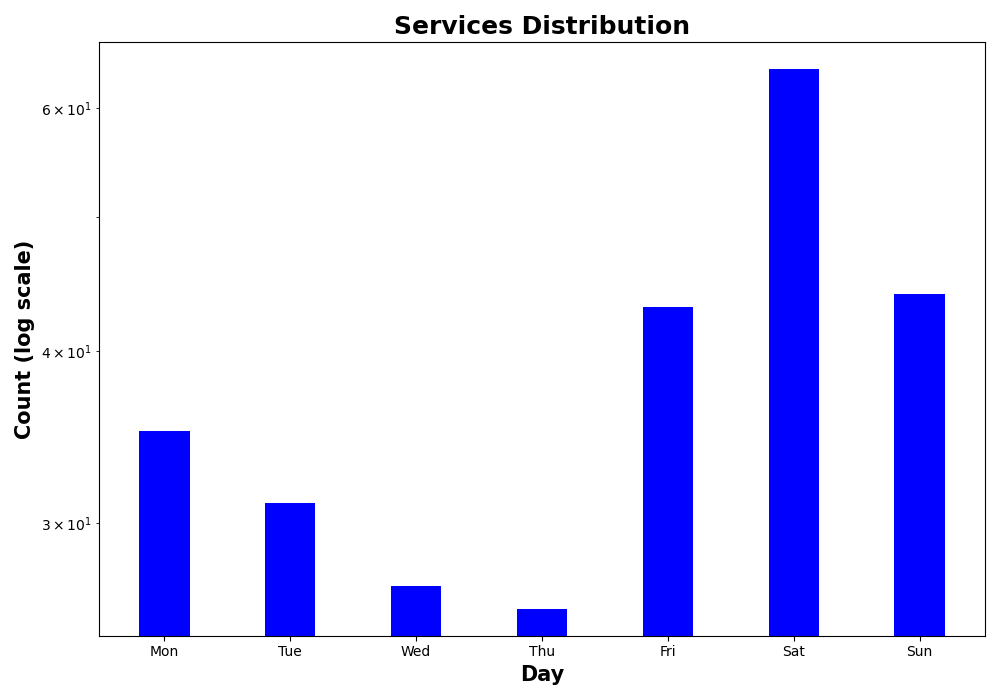 Services Distribution
Count (log scale)
6 × 10¹
4 × 10¹
3 × 10¹
Mon Tue Wed Thu Fri Sat Sun
Day